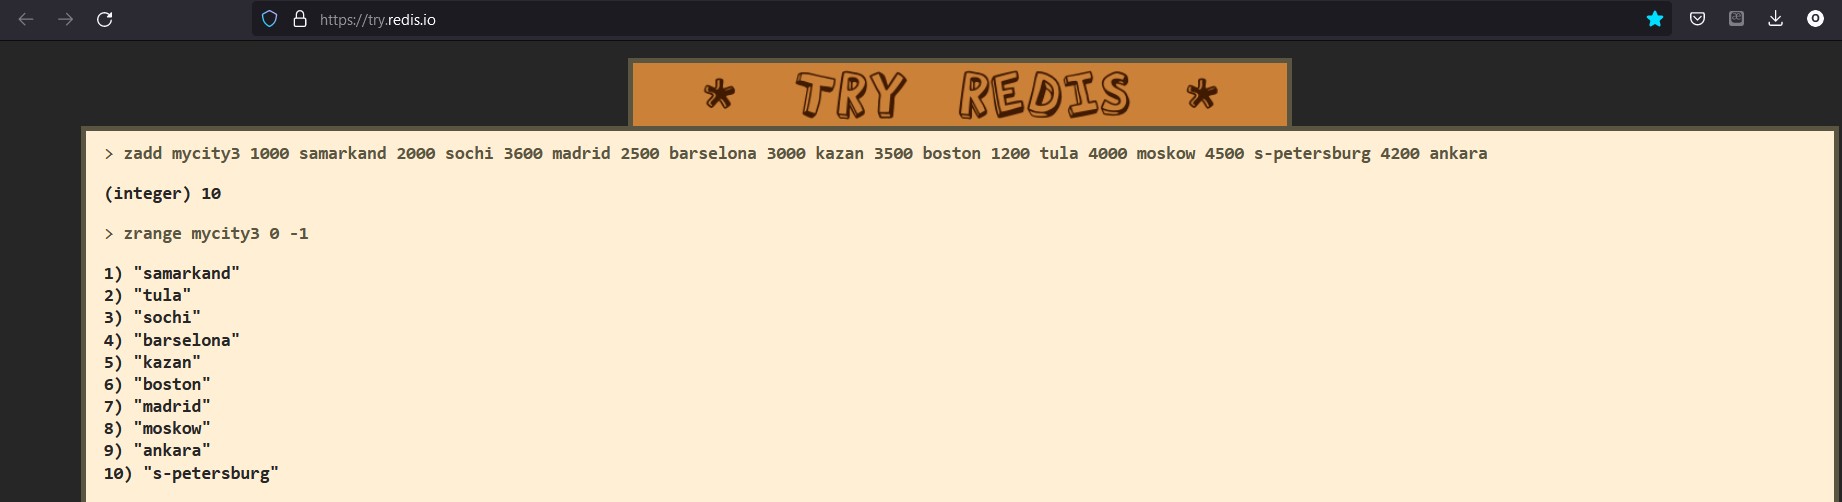 https://try.redis.io
* TRY REDIS *
> zadd mycity3 1000 samarkand 2000 sochi 3600 madrid 2500 barselona 3000 kazan 3500 boston 1200 tula 4000 moskow 4500 s-petersburg 4200 ankara
(integer) 10
> zrange mycity3 0 -1
1) "samarkand"
2) "tula"
3) "sochi"
4) "barselona"
5) "kazan"
6) "boston"
7) "madrid"
8) "moskow"
9) "ankara"
10) "s-petersburg"